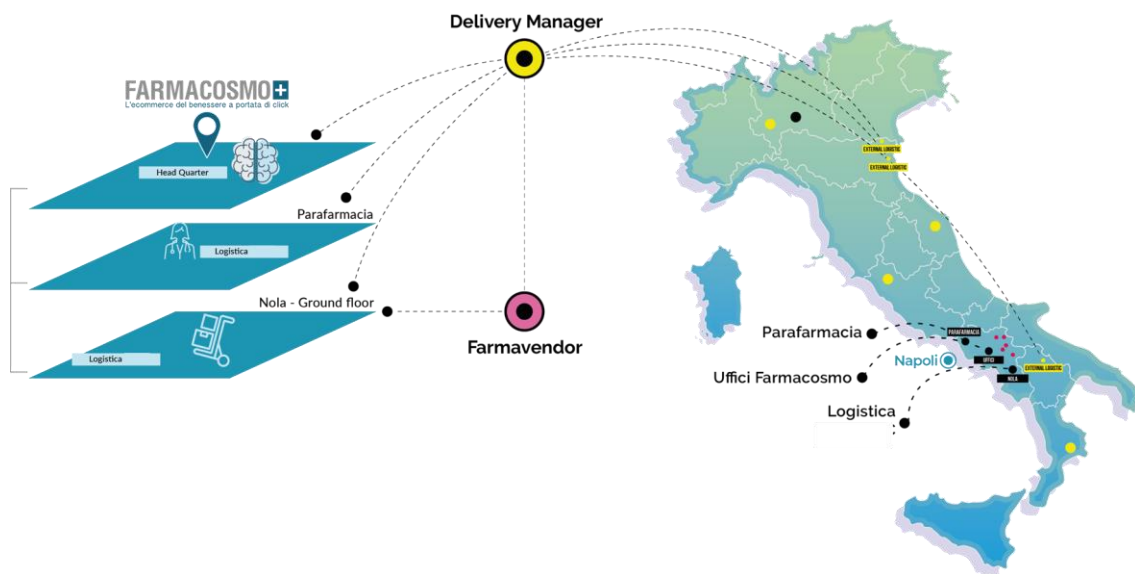 Delivery Manager
FARMACOSMO+
L'ecommerce del benessere a portata di click
Head Quarter
Parafarmacia
Logistica
Nola - Ground floor
Logistica
Farmavendor
EXTERNAL LOGISTIC
EXTERNAL LOGISTIC
Parafarmacia
PARAFARMACIA
Uffici Farmacosmo
Napoli
UFFICI
EXTERNAL LOGISTIC
NOLA
Logistica